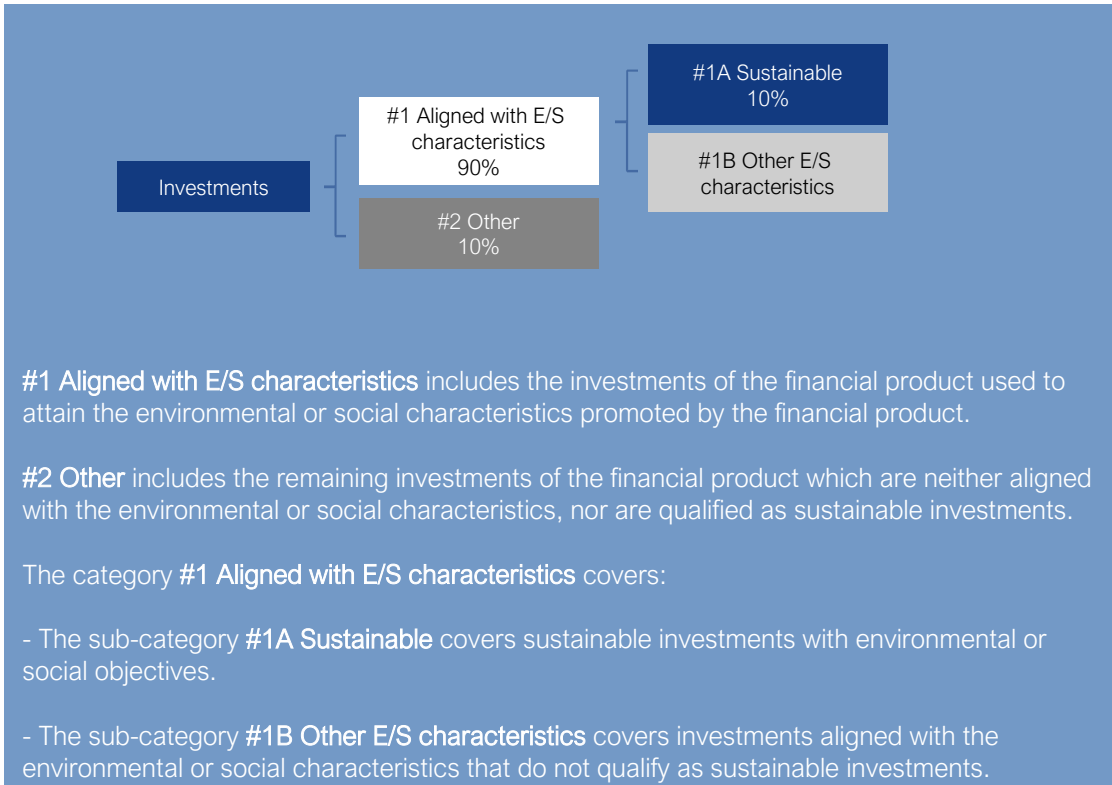 Investments
#1 Aligned with E/S
characteristics
90%
#2 Other
10%
#1A Sustainable
10%
#1B Other E/S
characteristics
#1 Aligned with E/S characteristics includes the investments of the financial product used to
attain the environmental or social characteristics promoted by the financial product.
#2 Other includes the remaining investments of the financial product which are neither aligned
with the environmental or social characteristics, nor are qualified as sustainable investments.
The category #1 Aligned with E/S characteristics covers:
- The sub-category #1A Sustainable covers sustainable investments with environmental or
social objectives.
- The sub-category #1B Other E/S characteristics covers investments aligned with the
environmental or social characteristics that do not qualify as sustainable investments.